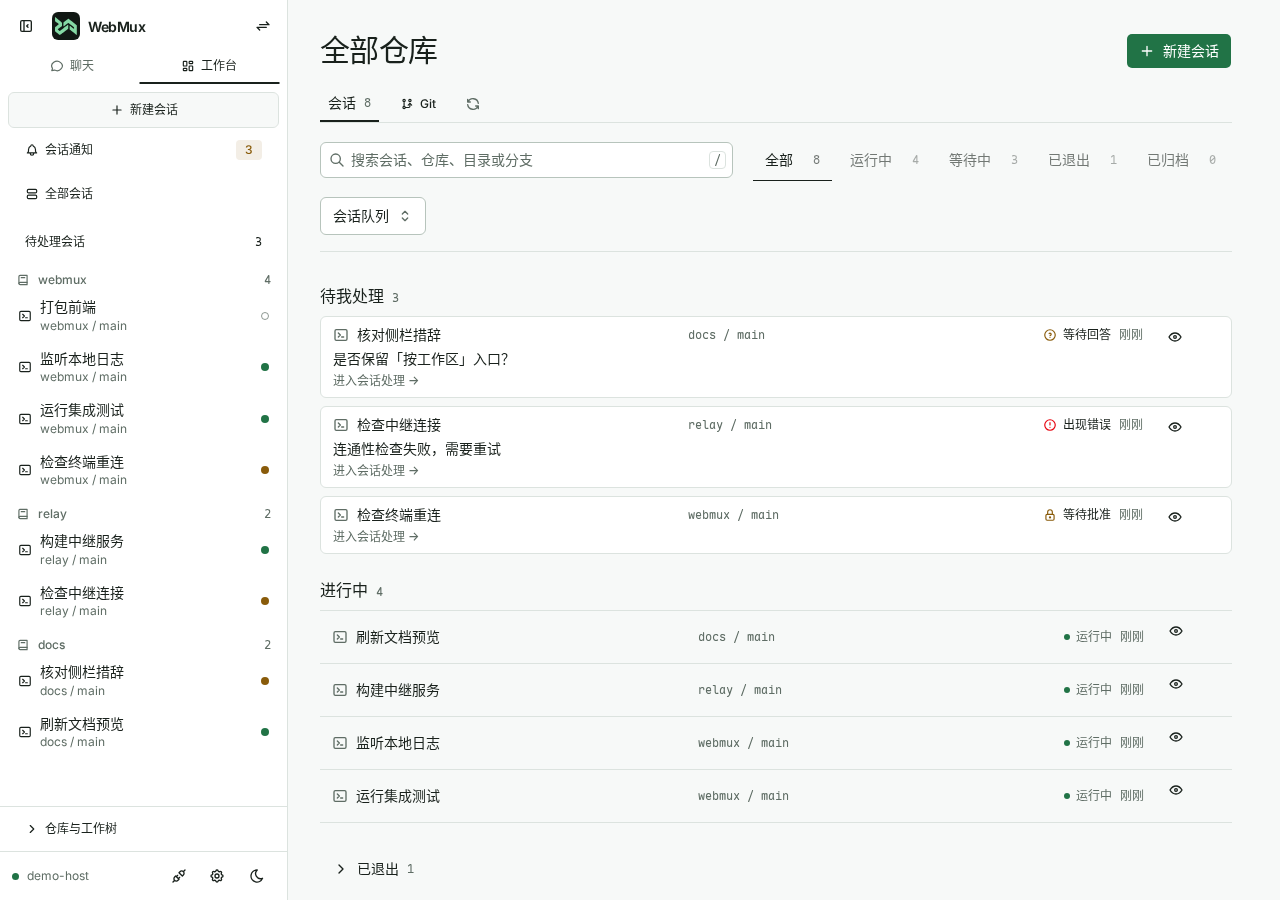 WebMux
聊天
工作台
新建会话
会话通知 3
全部会话
待处理会话 3
webmux 4
打包前端
webmux / main
监听本地日志
webmux / main
运行集成测试
webmux / main
检查终端重连
webmux / main
relay 2
构建中继服务
relay / main
检查中继连接
relay / main
docs 2
核对侧栏措辞
docs / main
刷新文档预览
docs / main
仓库与工作树
demo-host
全部仓库
新建会话
会话 8
Git
搜索会话、仓库、目录或分支 /
全部 8
运行中 4
等待中 3
已退出 1
已归档 0
会话队列
待我处理 3
核对侧栏措辞 docs / main 等待回答 刚刚
是否保留「按工作区」入口?
进入会话处理 →
检查中继连接 relay / main 出现错误 刚刚
连通性检查失败，需要重试
进入会话处理 →
检查终端重连 webmux / main 等待批准 刚刚
进入会话处理 →
进行中 4
刷新文档预览 docs / main 运行中 刚刚
构建中继服务 relay / main 运行中 刚刚
监听本地日志 webmux / main 运行中 刚刚
运行集成测试 webmux / main 运行中 刚刚
已退出 1